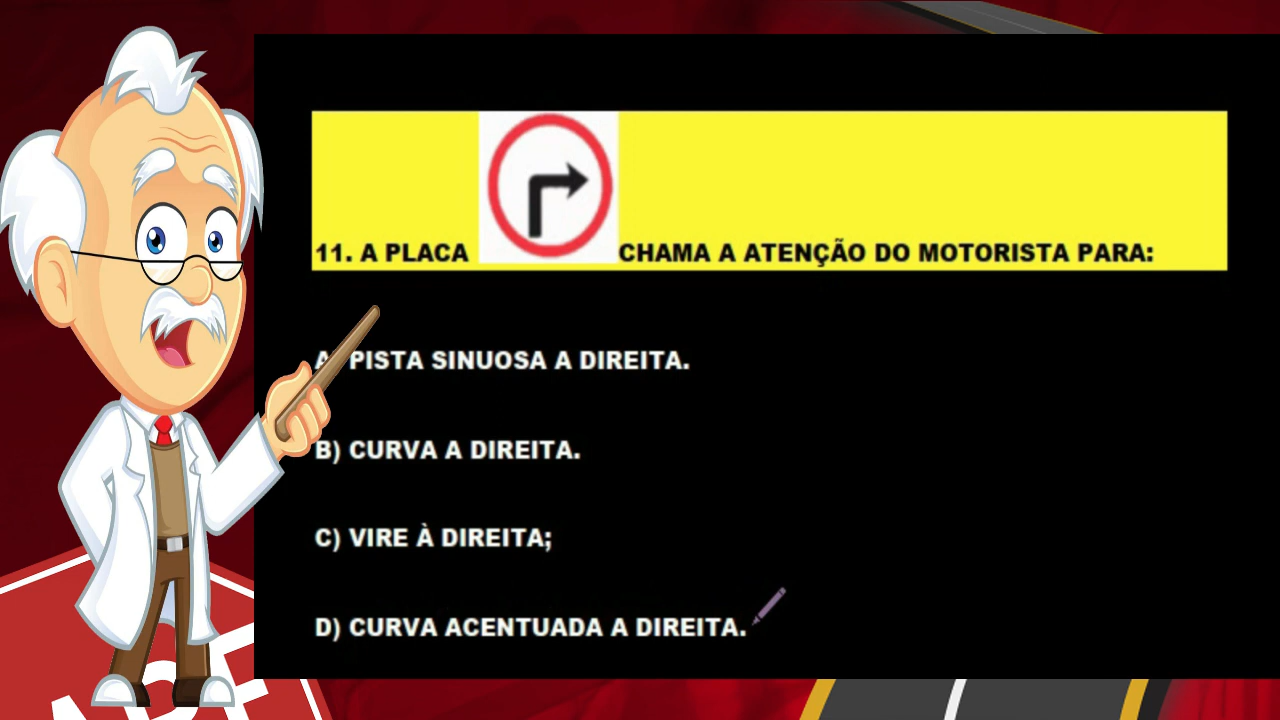 11. A PLACA CHAMA A ATENÇÃO DO MOTORISTA PARA:
A) PISTA SINUOSA A DIREITA.
B) CURVA A DIREITA.
C) VIRE À DIREITA;
D) CURVA ACENTUADA A DIREITA.